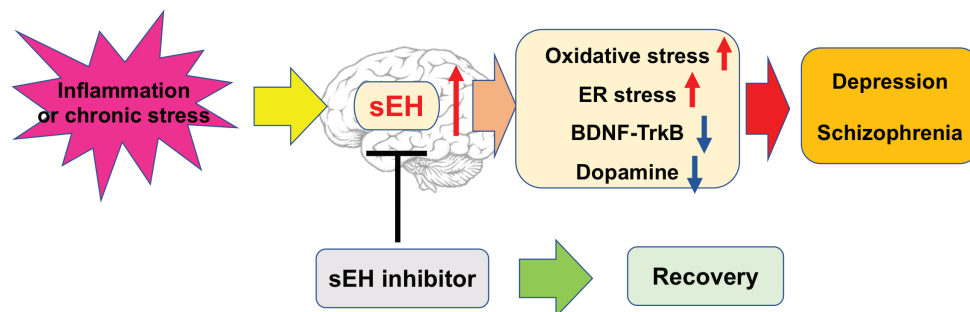 Inflammation
or chronic stress
sEH
Oxidative stress
ER stress
BDNF-TrkB
Dopamine
Depression
Schizophrenia
sEH inhibitor
Recovery